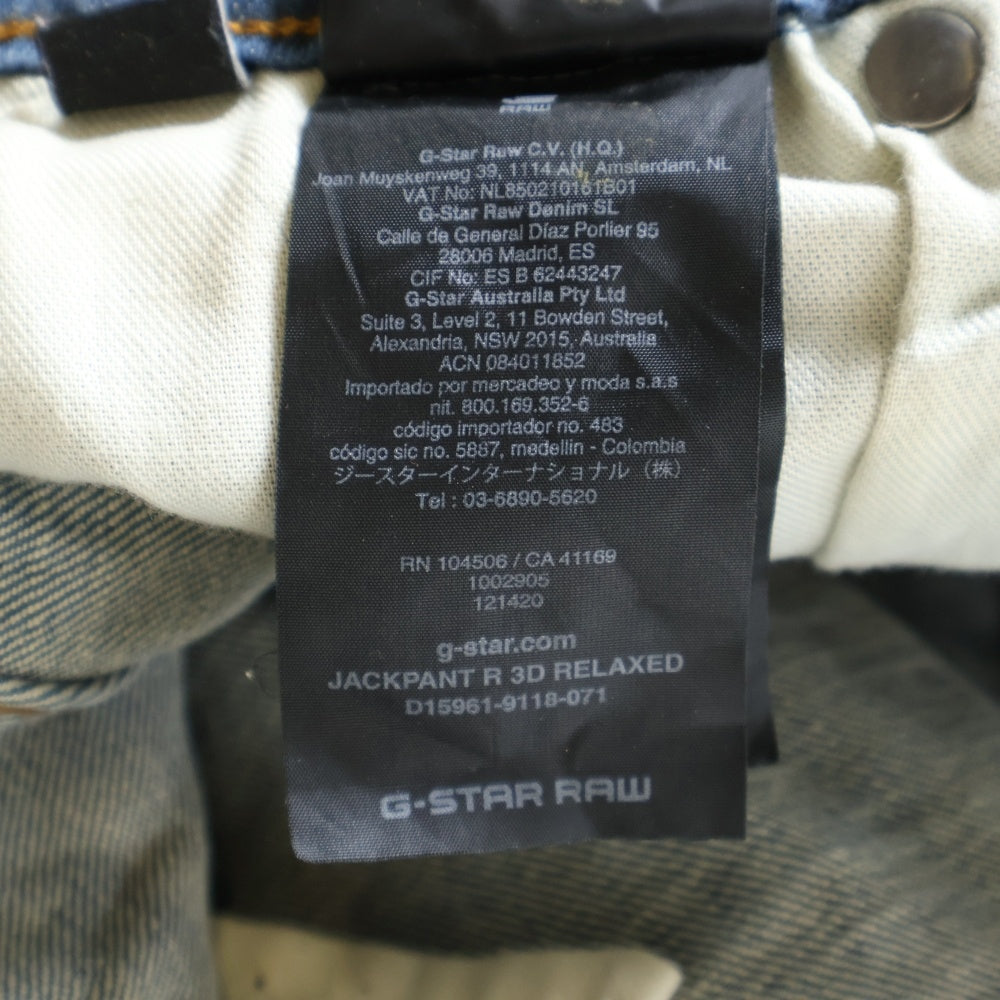 RAW
G-Star Raw C.V. (H.Q.)
Joan Muyskenweg 39, 1114 AN, Amsterdam, NL
VAT No: NL850210161B01
G-Star Raw Denim SL
Calle de General Díaz Porlier 95
28006 Madrid, ES
CIF No: ES B 62443247
G-Star Australia Pty Ltd
Suite 3, Level 2, 11 Bowden Street,
Alexandria, NSW 2015, Australia
ACN 084011852
Importado por mercadeo y moda s.a.s
nit. 800.169.352-6
código importador no. 483
código sic no. 5887, medellin - Colombia
ジースターインターナショナル（株）
Tel : 03-6890-5620
RN 104506 / CA 41169
1002905
121420
g-star.com
JACKPANT R 3D RELAXED
D15961-9118-071
G-STAR RAW